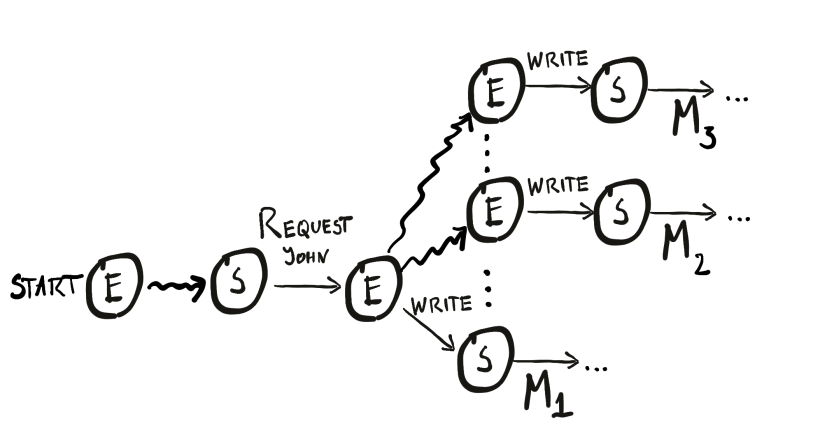 WRITE
E S ...
M3
WRITE
E S ...
M2
REQUEST
JOHN
START E S E
WRITE
S ...
M1